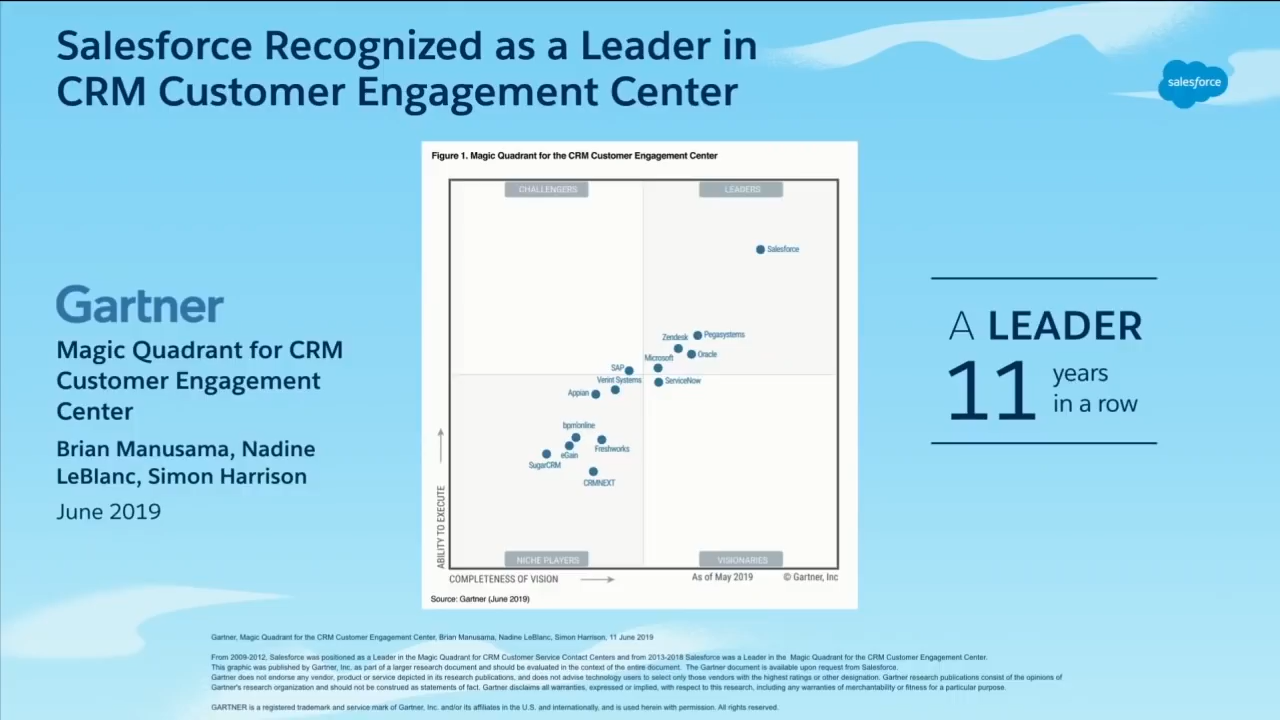 Salesforce Recognized as a Leader in
CRM Customer Engagement Center
salesforce
Gartner
Magic Quadrant for CRM
Customer Engagement
Center
Brian Manusama, Nadine
LeBlanc, Simon Harrison
June 2019
Figure 1. Magic Quadrant for the CRM Customer Engagement Center
CHALLENGERS
LEADERS
Salesforce
Zendesk
Pegasystems
Oracle
Microsoft
SAP
ServiceNow
Verint Systems
Appian
bpm'online
Freshworks
eGain
SugarCRM
CRMNEXT
ABILITY TO EXECUTE
NICHE PLAYERS
VISIONARIES
COMPLETENESS OF VISION
As of May 2019
© Gartner, Inc
Source: Gartner (June 2019)
A LEADER
11 years
in a row
Gartner, Magic Quadrant for the CRM Customer Engagement Center, Brian Manusama, Nadine LeBlanc, Simon Harrison, 11 June 2019
From 2009-2012, Salesforce was positioned as a Leader in the Magic Quadrant for CRM Customer Service Contact Centers and from 2013-2018 Salesforce was a Leader in the Magic Quadrant for the CRM Customer Engagement Center.
This graphic was published by Gartner, Inc. as part of a larger research document and should be evaluated in the context of the entire document. The Gartner document is available upon request from Salesforce.
Gartner does not endorse any vendor, product or service depicted in its research publications, and does not advise technology users to select only those vendors with the highest ratings or other designation. Gartner research publications consist of the opinions of
Gartner's research organization and should not be construed as statements of fact. Gartner disclaims all warranties, expressed or implied, with respect to this research, including any warranties of merchantability or fitness for a particular purpose.
GARTNER is a registered trademark and service mark of Gartner, Inc. and/or its affiliates in the U.S. and internationally, and is used herein with permission. All rights reserved.